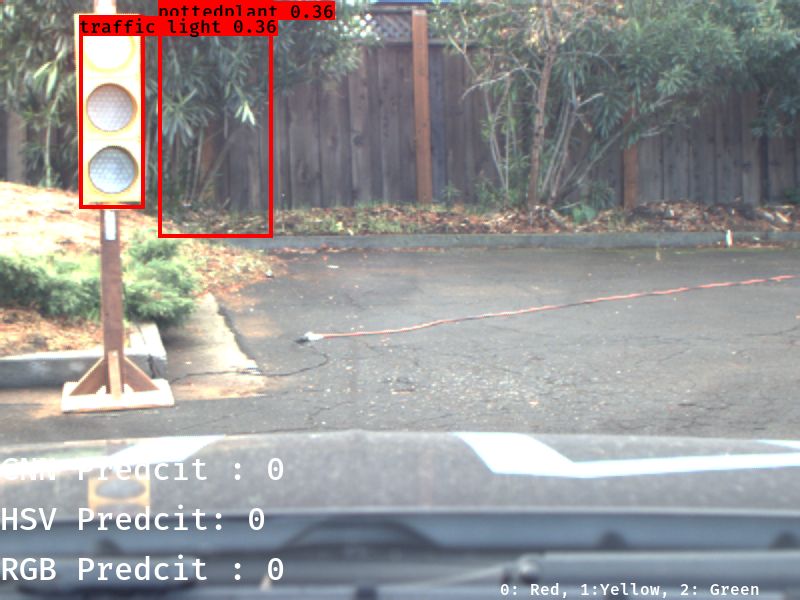 pottedplant 0.36
traffic light 0.36
CNN Predcit : 0
HSV Predcit: 0
RGB Predcit : 0
0: Red, 1:Yellow, 2: Green